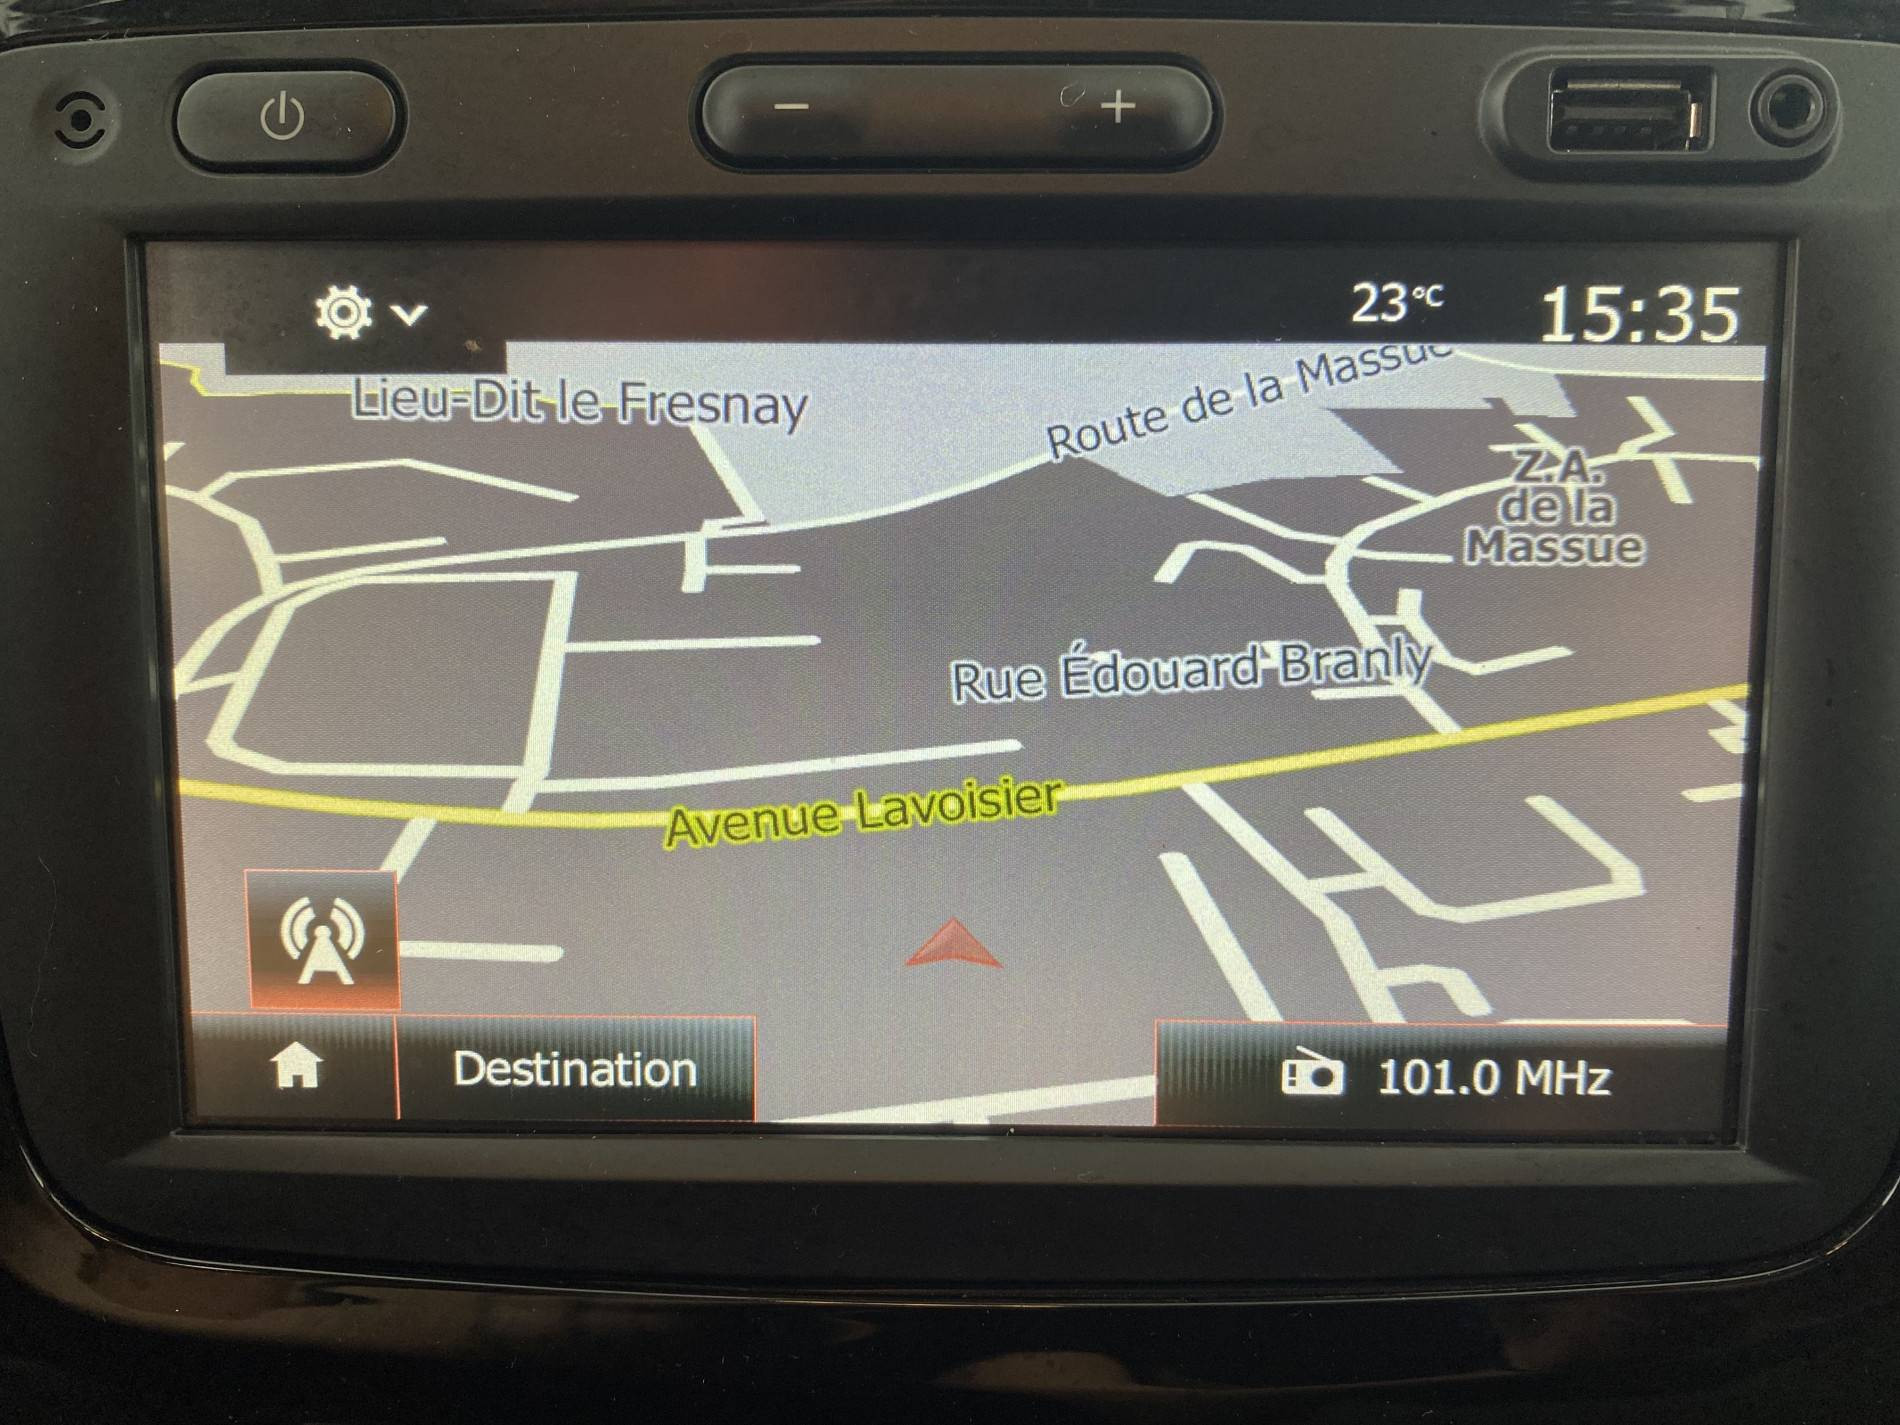 23°C
15:35
Lieu-Dit le Fresnay
Route de la Massue
Z.A.
de la
Massue
Rue Édouard Branly
Avenue Lavoisier
Destination
101.0 MHz